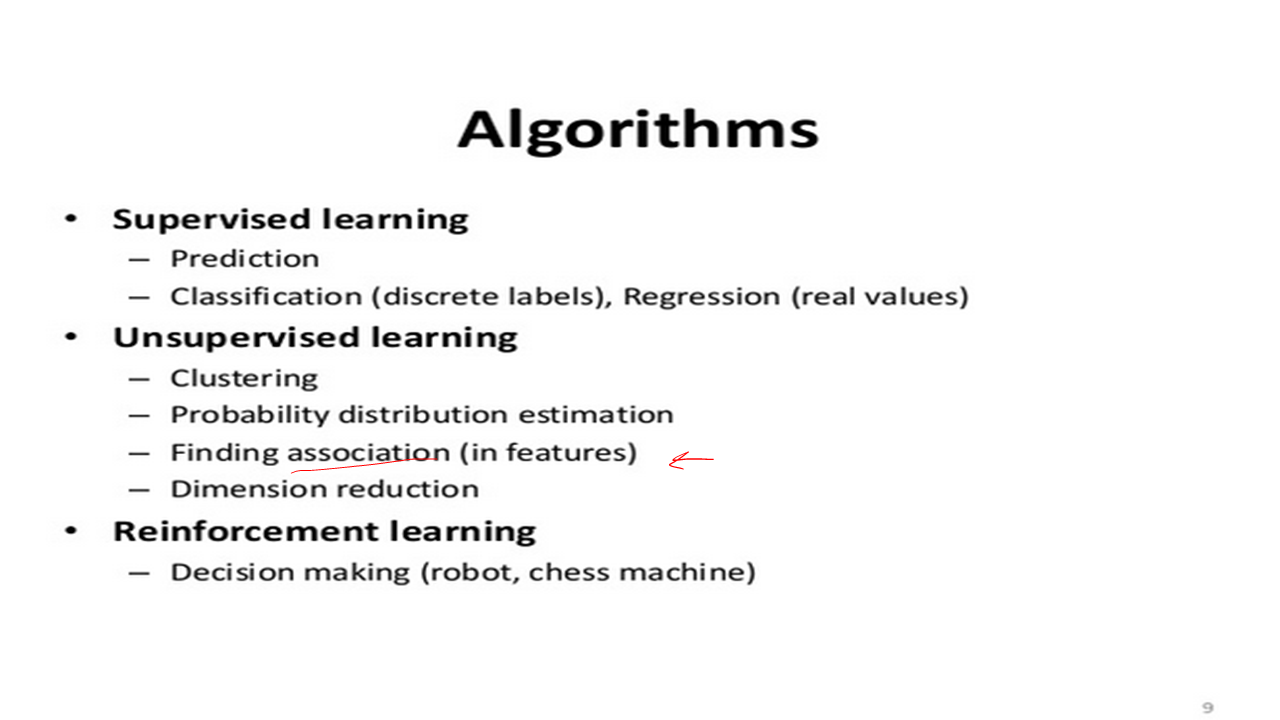 Algorithms
• Supervised learning
– Prediction
– Classification (discrete labels), Regression (real values)
• Unsupervised learning
– Clustering
– Probability distribution estimation
– Finding association (in features)
– Dimension reduction
• Reinforcement learning
– Decision making (robot, chess machine)
9